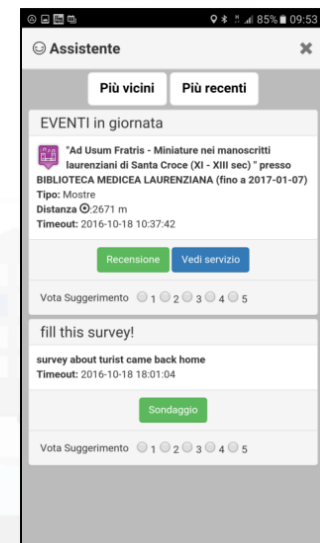 85% 09:53
Assistente
Più vicini Più recenti
EVENTI in giornata
"Ad Usum Fratris - Miniature nei manoscritti
laurenziani di Santa Croce (XI - XIII sec) " presso
BIBLIOTECA MEDICEA LAURENZIANA (fino a 2017-01-07)
Tipo: Mostre
Distanza :2671 m
Timeout: 2016-10-18 10:37:42
Recensione Vedi servizio
Vota Suggerimento 1 2 3 4 5
fill this survey!
survey about turist came back home
Timeout: 2016-10-18 18:01:04
Sondaggio
Vota Suggerimento 1 2 3 4 5